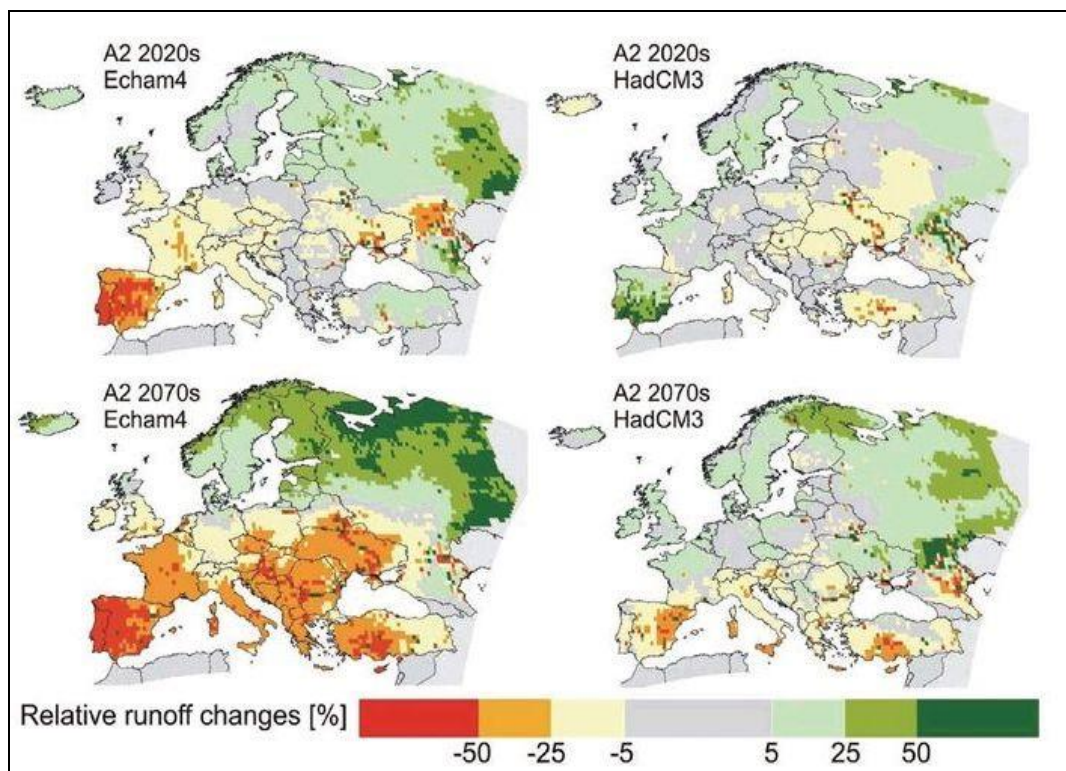 A2 2020s
Echam4
A2 2020s
HadCM3
A2 2070s
Echam4
A2 2070s
HadCM3
Relative runoff changes [%]
-50 -25 -5 5 25 50